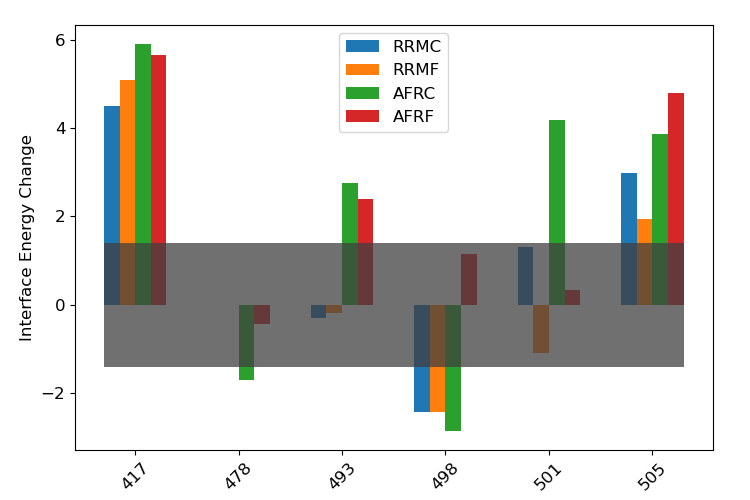 RRMC
RRMF
AFRC
AFRF
Interface Energy Change
6
4
2
0
−2
417
478
493
498
501
505